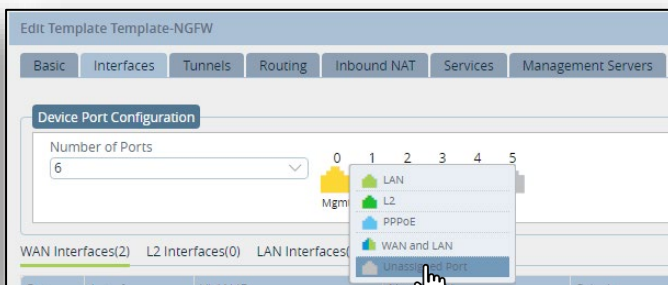 Edit Template Template-NGFW
Basic Interfaces Tunnels Routing Inbound NAT Services Management Servers
Device Port Configuration
Number of Ports
6
0 1 2 3 4 5
Mgmt
LAN
L2
PPPoE
WAN and LAN
Unassigned Port
WAN Interfaces(2) L2 Interfaces(0) LAN Interfaces(